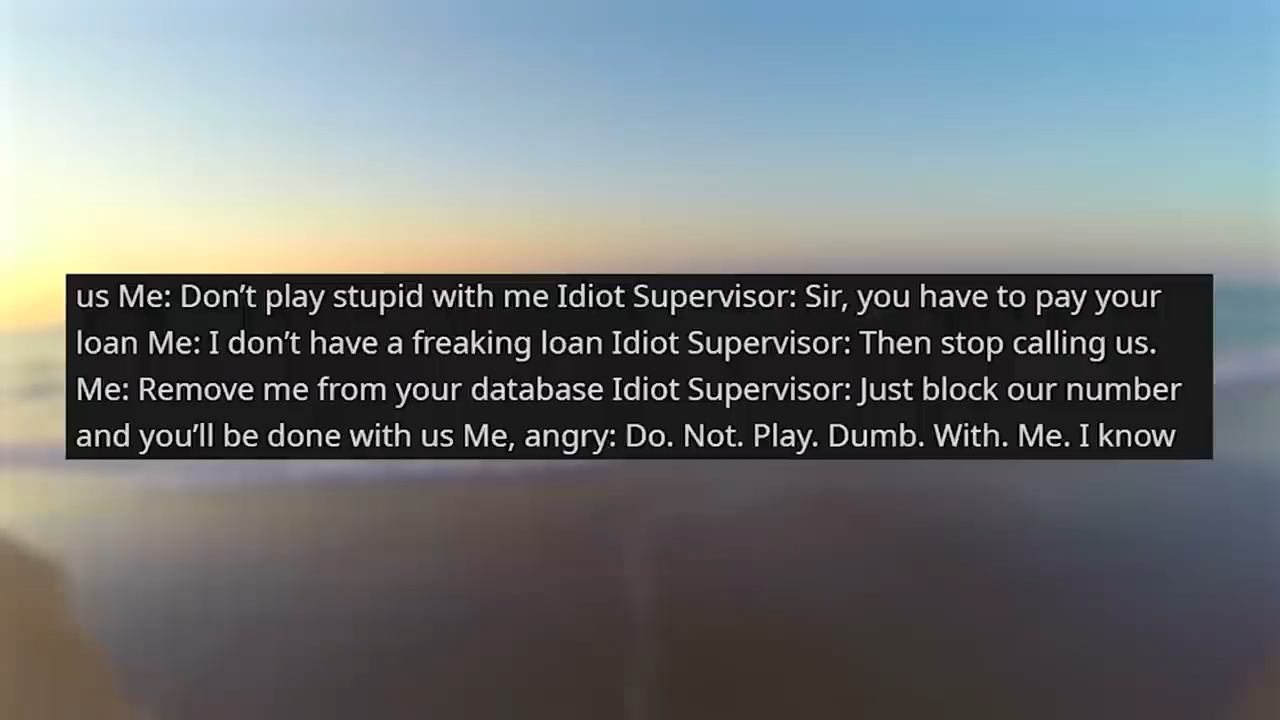 us Me: Don’t play stupid with me Idiot Supervisor: Sir, you have to pay your
loan Me: I don’t have a freaking loan Idiot Supervisor: Then stop calling us.
Me: Remove me from your database Idiot Supervisor: Just block our number
and you’ll be done with us Me, angry: Do. Not. Play. Dumb. With. Me. I know